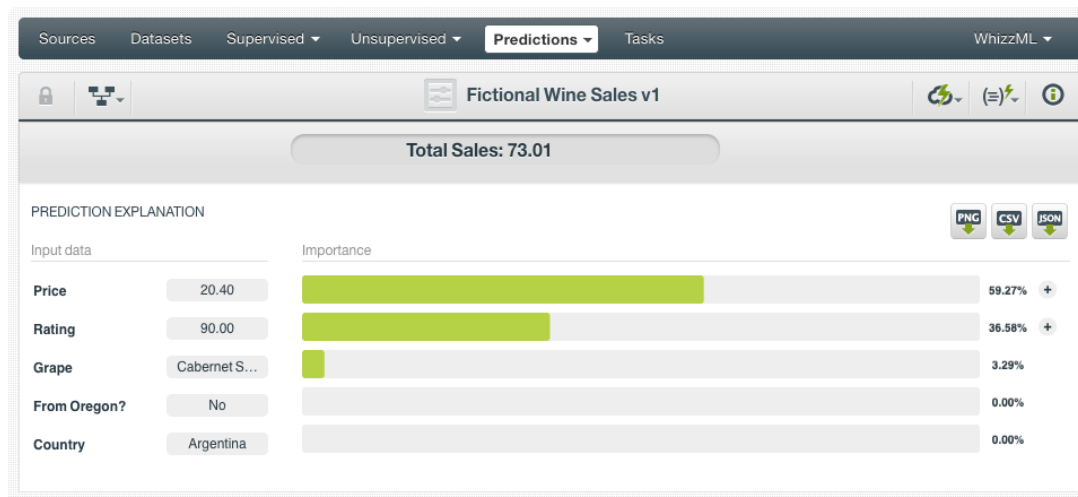 Sources Datasets Supervised Unsupervised Predictions Tasks WhizzML
Fictional Wine Sales v1
Total Sales: 73.01
PREDICTION EXPLANATION
PNG CSV JSON
Input data Importance
Price 20.40 59.27% +
Rating 90.00 36.58% +
Grape Cabernet S... 3.29%
From Oregon? No 0.00%
Country Argentina 0.00%